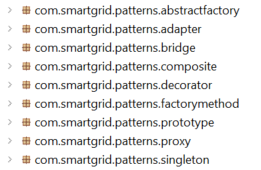 com.smartgrid.patterns.abstractfactory
com.smartgrid.patterns.adapter
com.smartgrid.patterns.bridge
com.smartgrid.patterns.composite
com.smartgrid.patterns.decorator
com.smartgrid.patterns.factorymethod
com.smartgrid.patterns.prototype
com.smartgrid.patterns.proxy
com.smartgrid.patterns.singleton